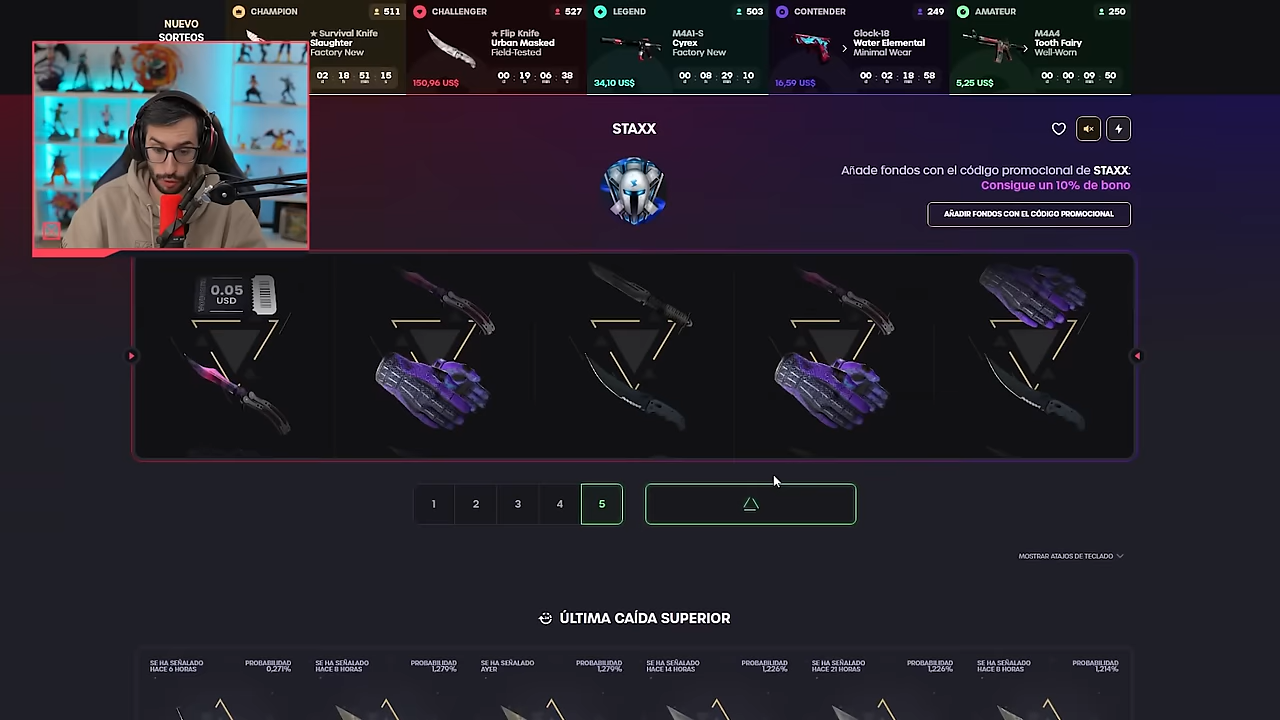 NUEVO
SORTEOS
CHAMPION
511
★ Survival Knife
Slaughter
Factory New
02 18 51 15
CHALLENGER
527
★ Flip Knife
Urban Masked
Field-Tested
150,96 US$
00 19 06 38
LEGEND
503
M4A1-S
Cyrex
Factory New
34,10 US$
00 08 29 10
CONTENDER
249
Glock-18
Water Elemental
Minimal Wear
16,59 US$
00 02 18 58
AMATEUR
250
M4A4
Tooth Fairy
Well-Worn
5,25 US$
00 00 09 50
STAXX
Añade fondos con el código promocional de STAXX:
Consigue un 10% de bono
AÑADIR FONDOS CON EL CÓDIGO PROMOCIONAL
0.05
USD
1 2 3 4 5
MOSTRAR ATAJOS DE TECLADO
ÚLTIMA CAÍDA SUPERIOR
SE HA SEÑALADO
HACE 6 HORAS
PROBABILIDAD
0,271%
SE HA SEÑALADO
HACE 8 HORAS
PROBABILIDAD
1,279%
SE HA SEÑALADO
AYER
PROBABILIDAD
1,279%
SE HA SEÑALADO
HACE 14 HORAS
PROBABILIDAD
1,226%
SE HA SEÑALADO
HACE 21 HORAS
PROBABILIDAD
1,226%
SE HA SEÑALADO
HACE 8 HORAS
PROBABILIDAD
1,214%